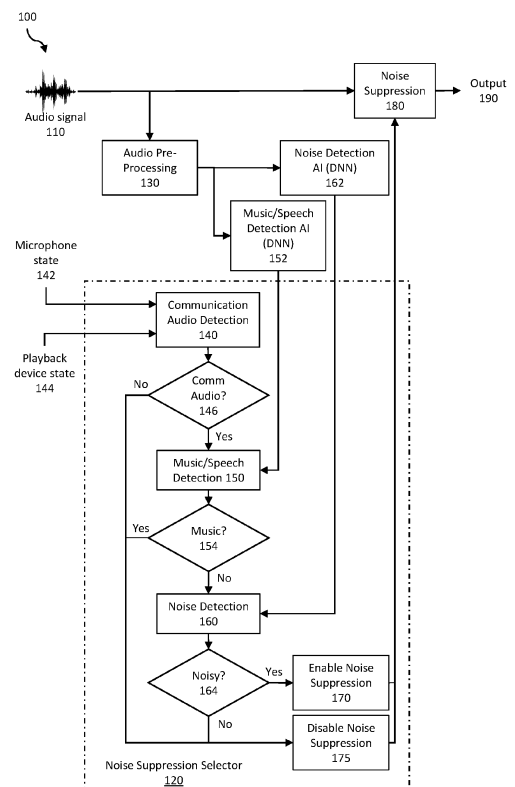 100
Audio signal
110
Noise
Suppression
180
Output
190
Audio Pre-
Processing
130
Noise Detection
AI (DNN)
162
Music/Speech
Detection AI
(DNN)
152
Microphone
state
142
Communication
Audio Detection
140
Playback
device state
144
No
Comm
Audio?
146
Yes
Music/Speech
Detection 150
Yes
Music?
154
No
Noise Detection
160
Noisy?
164
Yes
Enable Noise
Suppression
170
No
Disable Noise
Suppression
175
Noise Suppression Selector
120